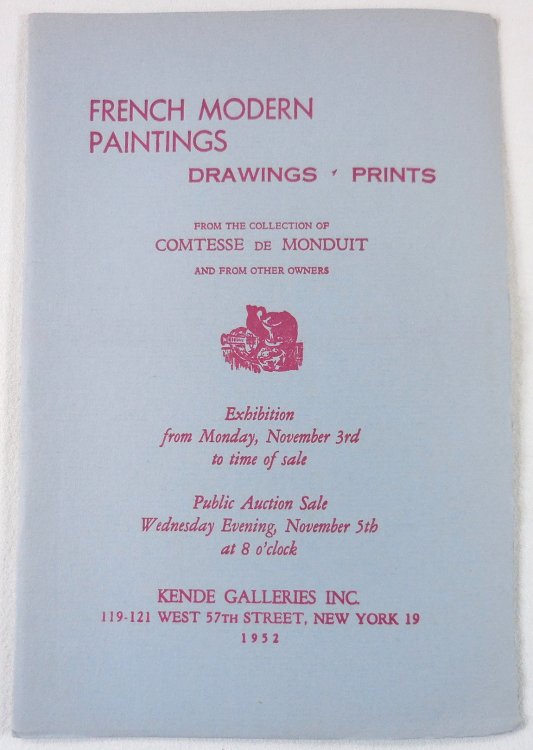 FRENCH MODERN
PAINTINGS
DRAWINGS ʼ PRINTS
FROM THE COLLECTION OF
COMTESSE DE MONDUIT
AND FROM OTHER OWNERS
Exhibition
from Monday, November 3rd
to time of sale
Public Auction Sale
Wednesday Evening, November 5th
at 8 o'clock
KENDE GALLERIES INC.
119-121 WEST 57TH STREET, NEW YORK 19
1952